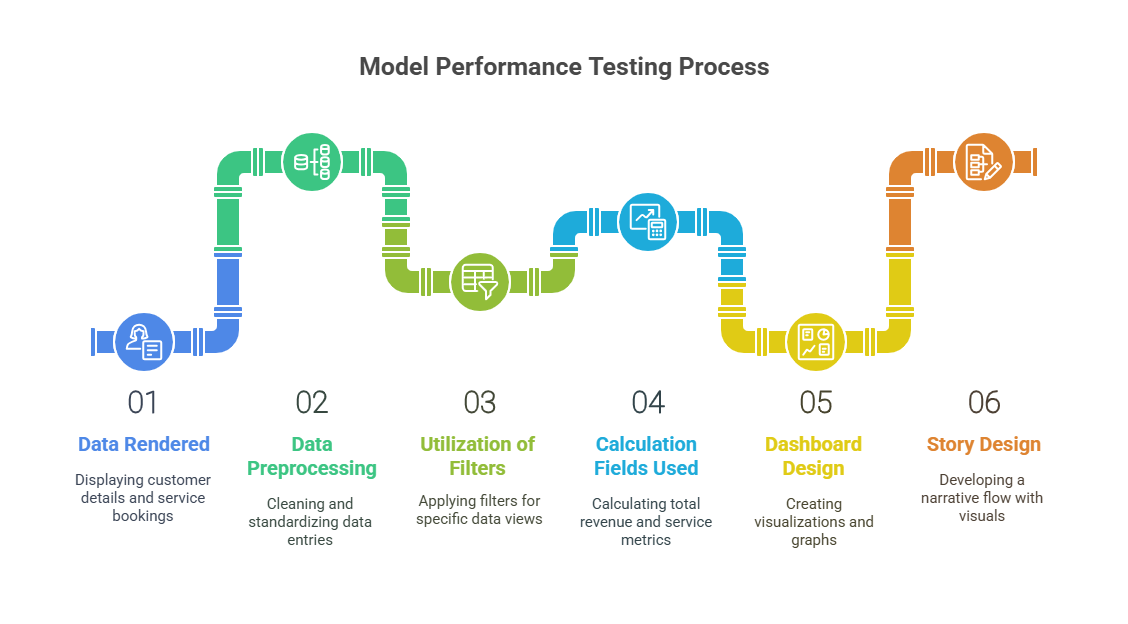 Model Performance Testing Process
01
Data Rendered
Displaying customer
details and service
bookings
02
Data
Preprocessing
Cleaning and
standardizing data
entries
03
Utilization of
Filters
Applying filters for
specific data views
04
Calculation
Fields Used
Calculating total
revenue and service
metrics
05
Dashboard
Design
Creating
visualizations and
graphs
06
Story Design
Developing a
narrative flow with
visuals